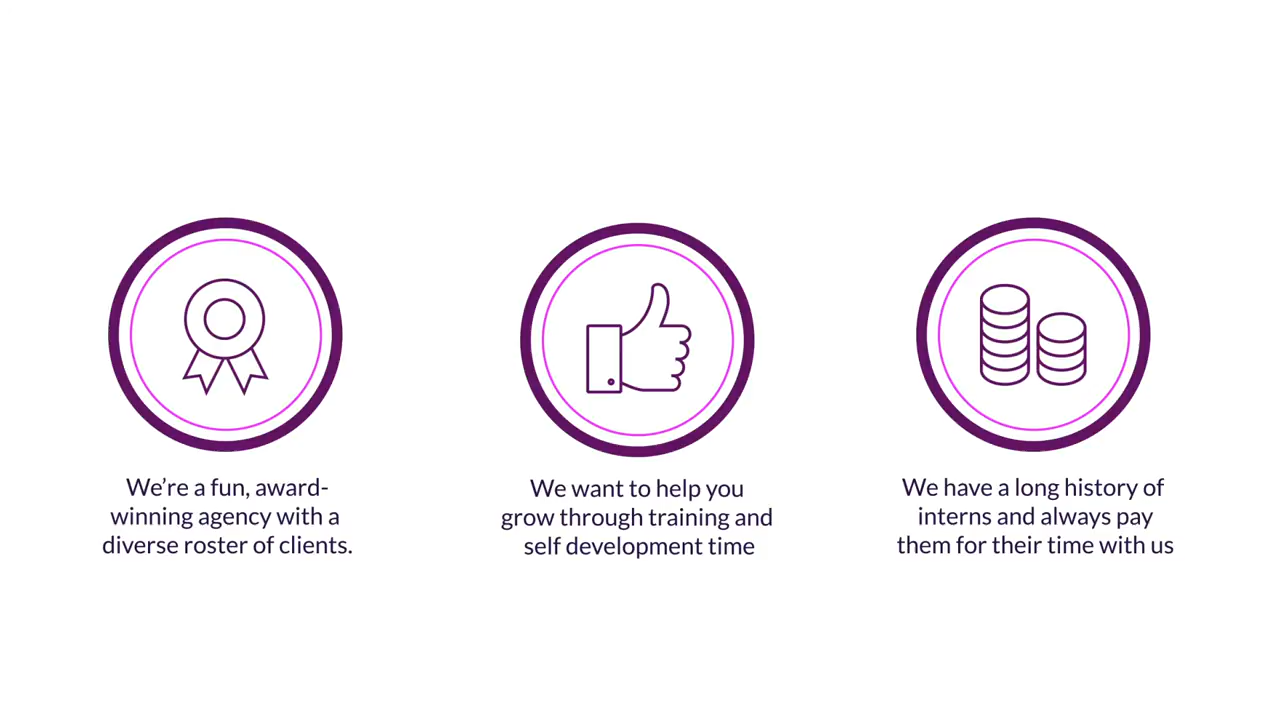 We’re a fun, award-
winning agency with a
diverse roster of clients.
We want to help you
grow through training and
self development time
We have a long history of
interns and always pay
them for their time with us